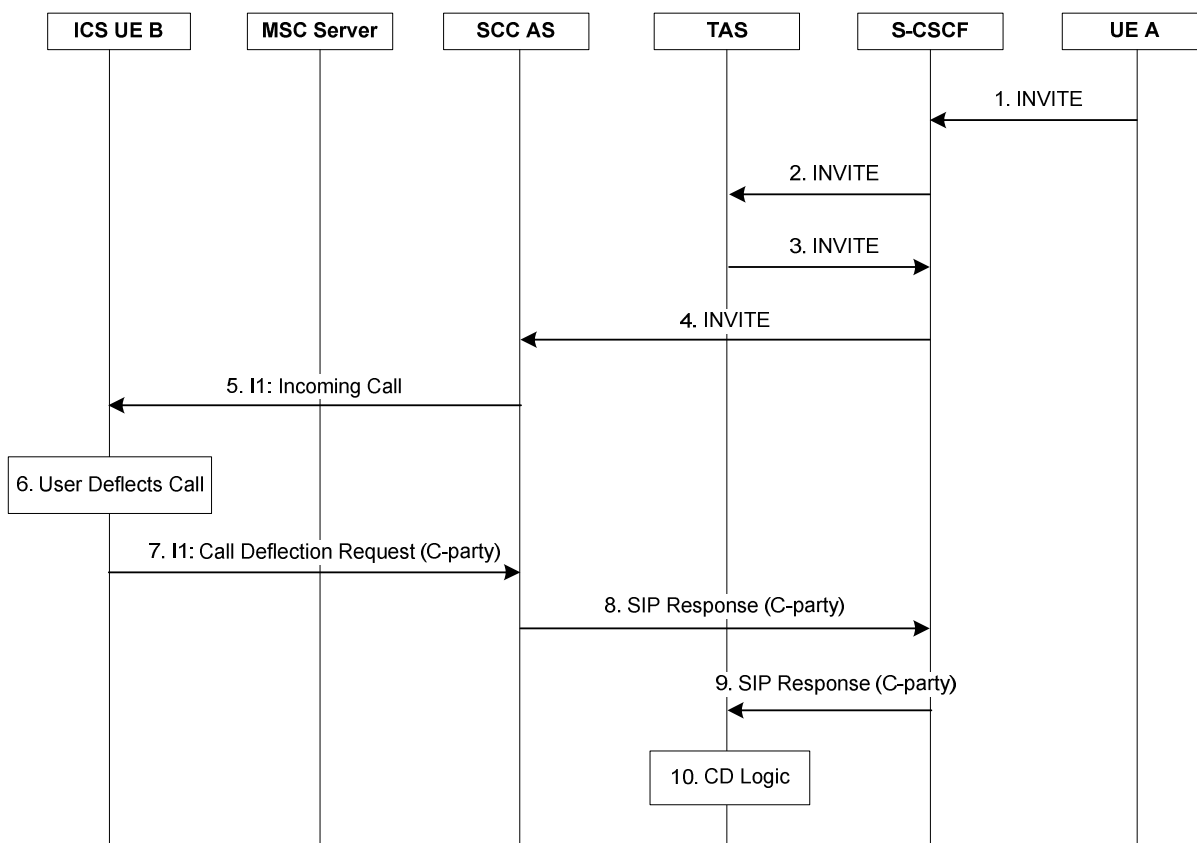 ICS UE B
MSC Server
SCC AS
TAS
S-CSCF
UE A
1. INVITE
2. INVITE
3. INVITE
4. INVITE
5. I1: Incoming Call
6. User Deflects Call
7. I1: Call Deflection Request (C-party)
8. SIP Response (C-party)
9. SIP Response (C-party)
10. CD Logic